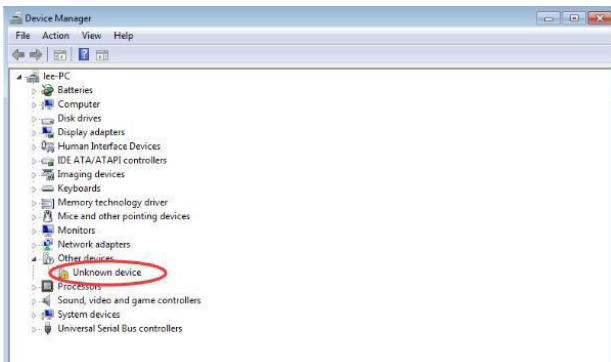 Device Manager
File Action View Help
lee-PC
Batteries
Computer
Disk drives
Display adapters
Human Interface Devices
IDE ATA/ATAPI controllers
Imaging devices
Keyboards
Memory technology driver
Mice and other pointing devices
Monitors
Network adapters
Other devices
Unknown device
Processors
Sound, video and game controllers
System devices
Universal Serial Bus controllers